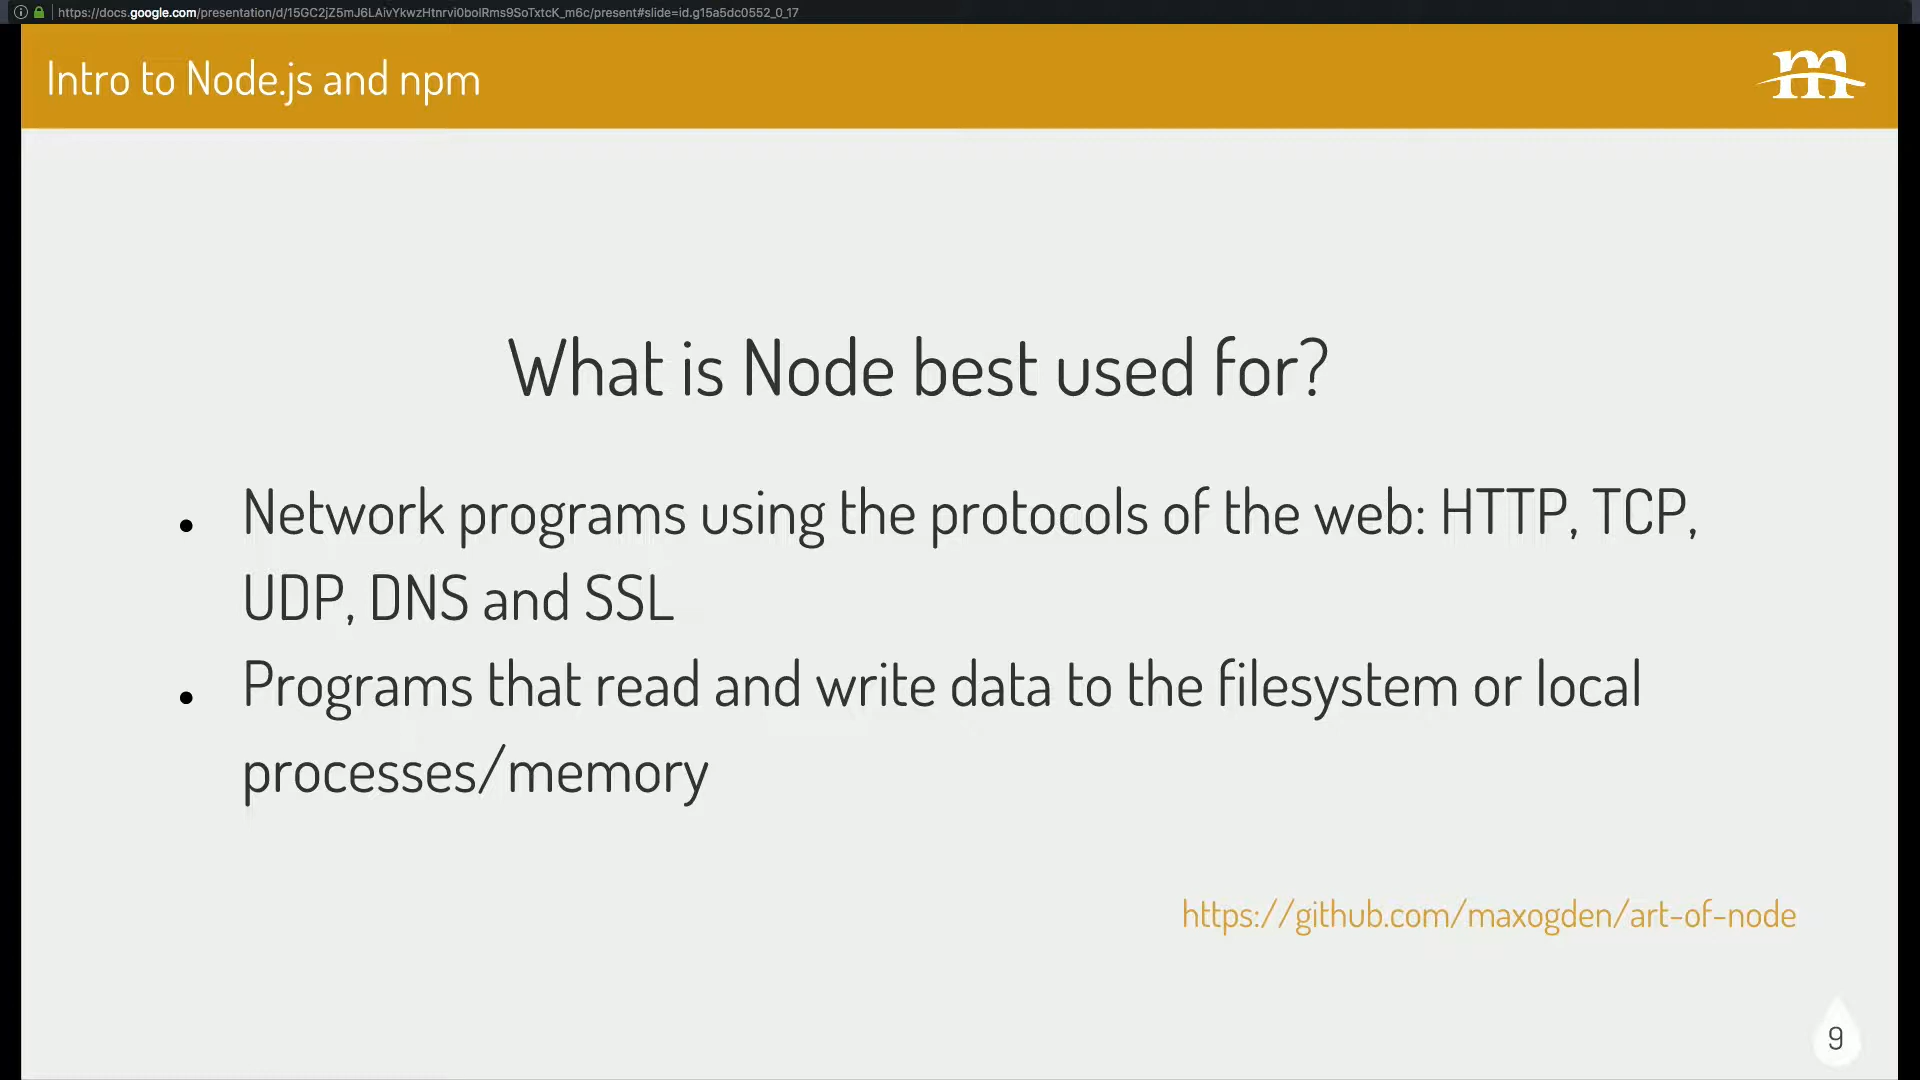 https://docs.google.com/presentation/d/15GC2jZ5mJ6LAivYkwzHtnrvi0bolRms9SoTxtcK_m6c/present#slide=id.g15a5dc0552_0_17
Intro to Node.js and npm
m
What is Node best used for?
• Network programs using the protocols of the web: HTTP, TCP,
UDP, DNS and SSL
• Programs that read and write data to the filesystem or local
processes/memory
https://github.com/maxogden/art-of-node
9